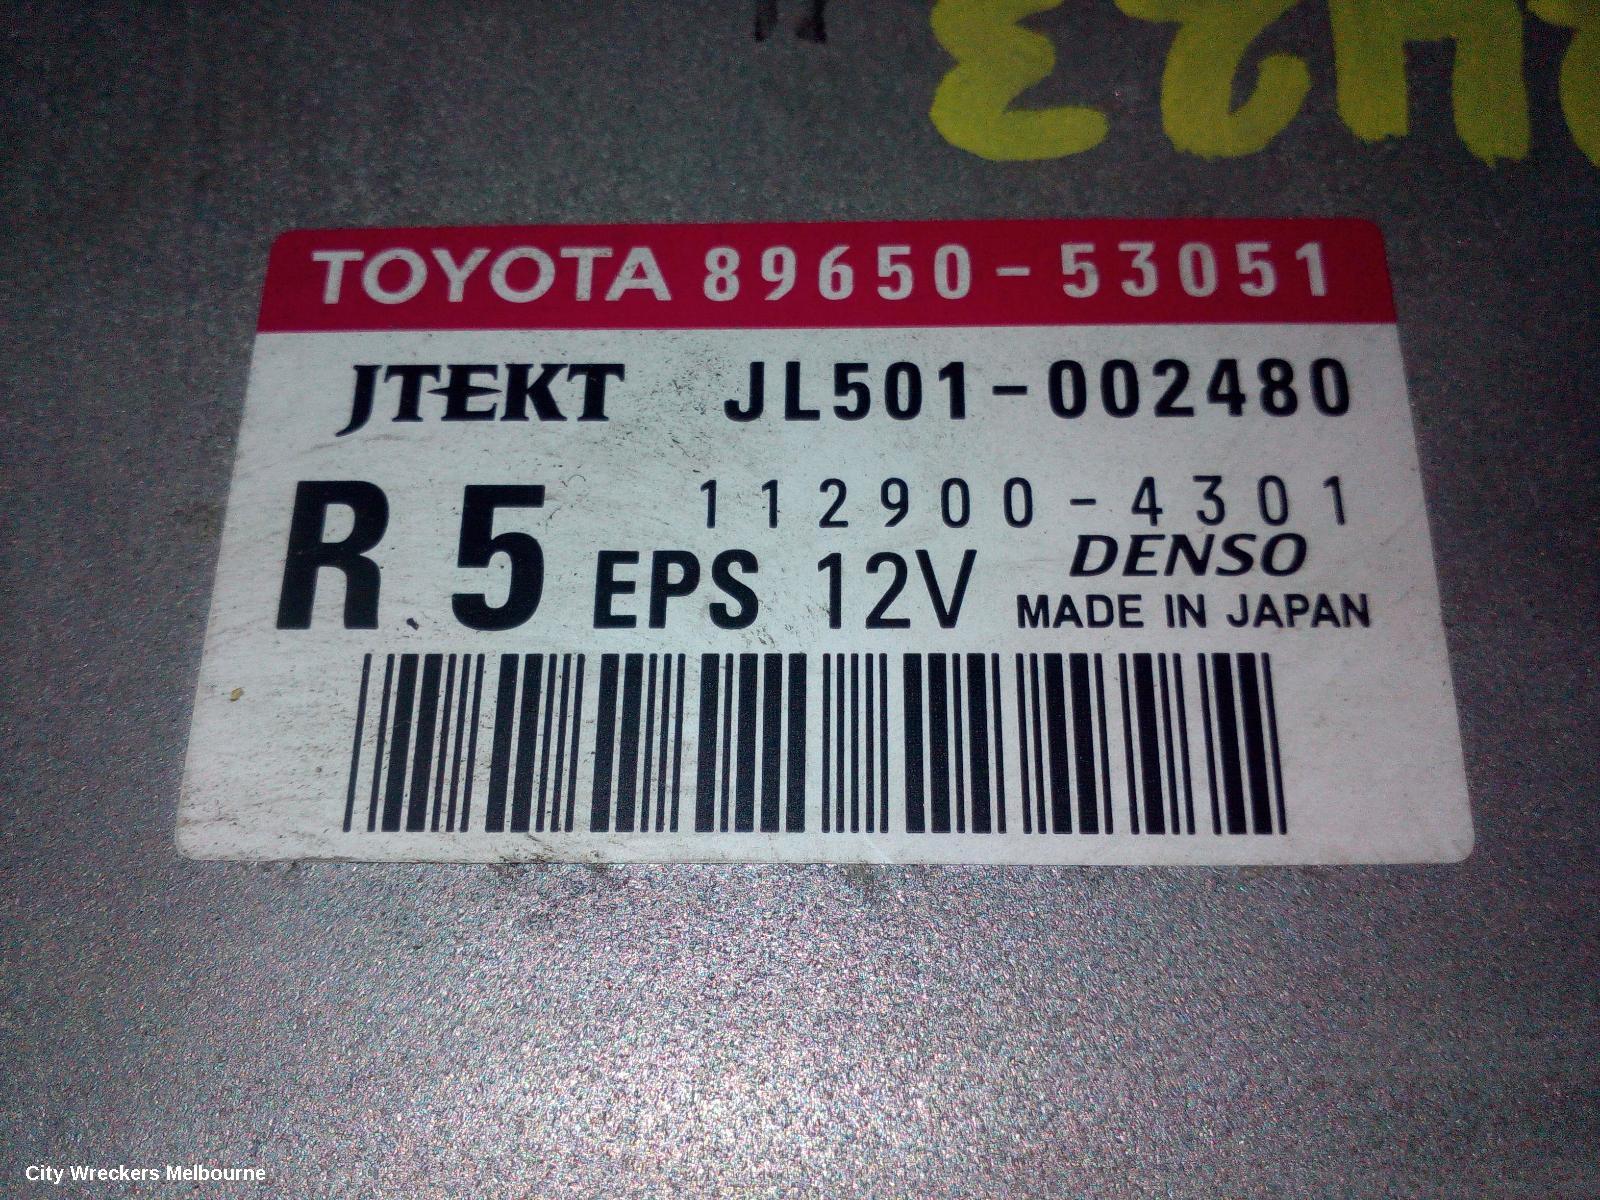 TOYOTA 89650-53051
JTEKT JL501-002480
112900-4301
R.5 EPS 12V DENSO
MADE IN JAPAN
City Wreckers Melbourne